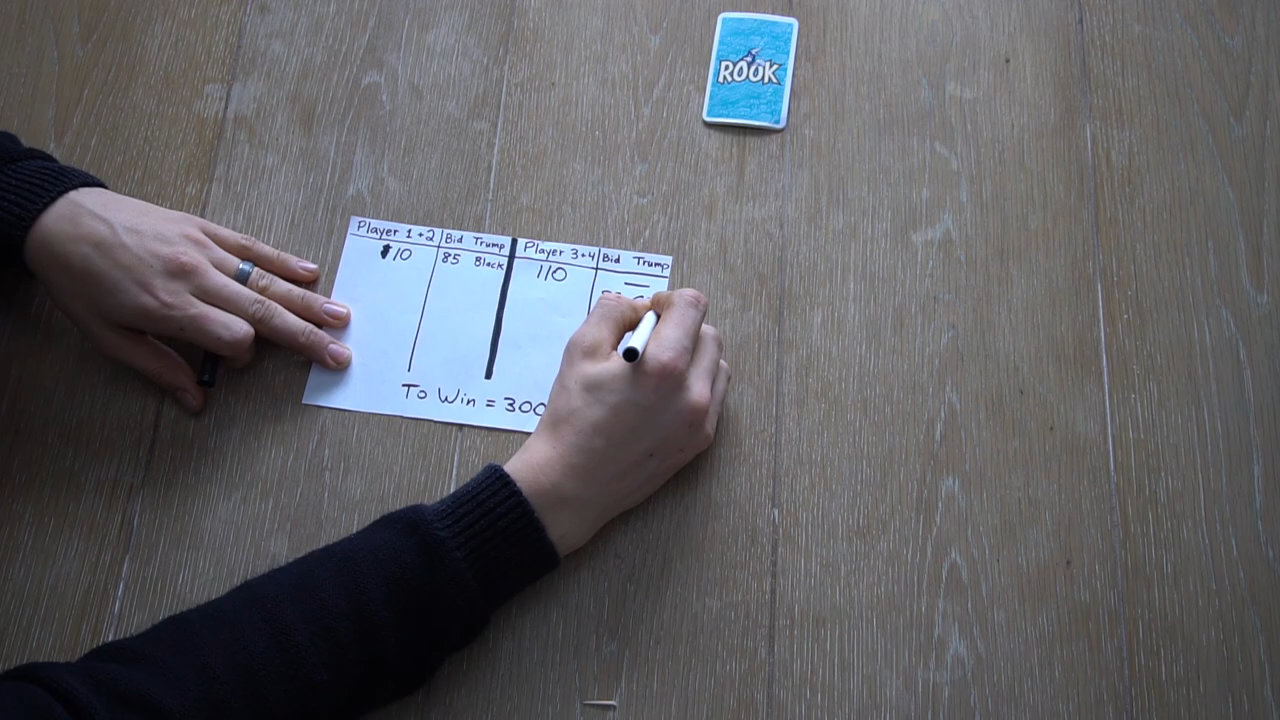 ROOK
Player 1+2 Bid Trump Player 3+4 Bid Trump
10 85 Black 110 —
To Win = 300